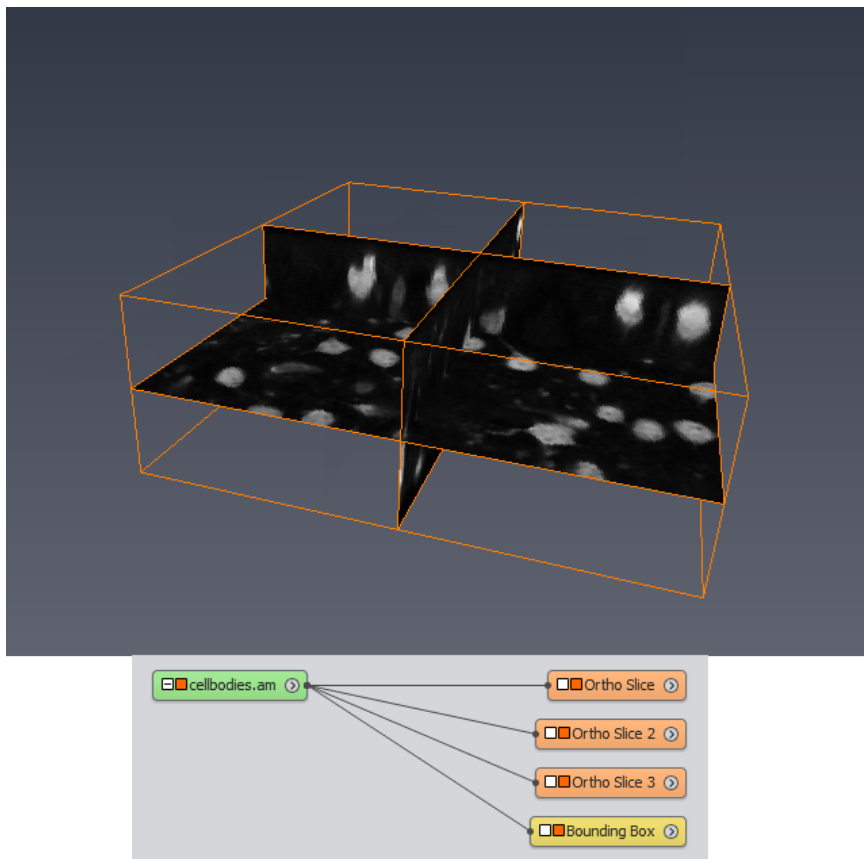 cellbodies.am
Ortho Slice
Ortho Slice 2
Ortho Slice 3
Bounding Box